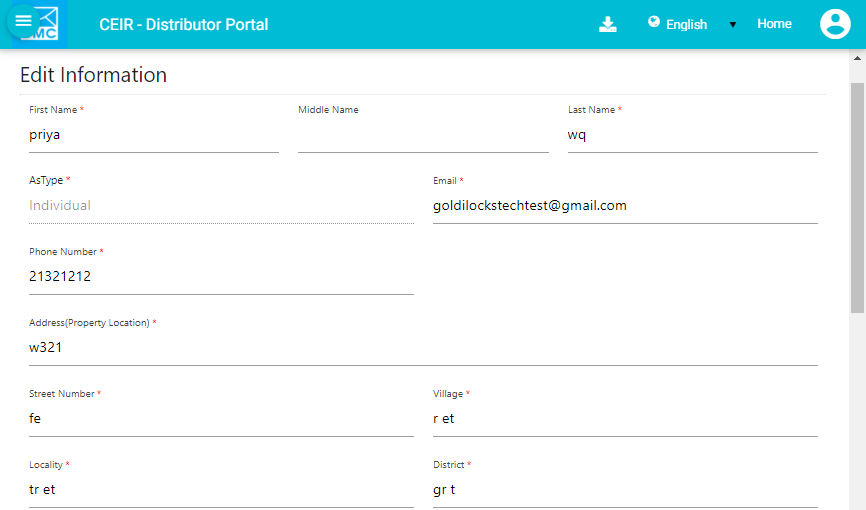 MC
CEIR - Distributor Portal
English
Home
Edit Information
First Name *
Middle Name
Last Name *
priya
wq
AsType *
Email *
Individual
goldilockstechtest@gmail.com
Phone Number *
21321212
Address(Property Location) *
w321
Street Number *
Village *
fe
r et
Locality *
District *
tr et
gr t